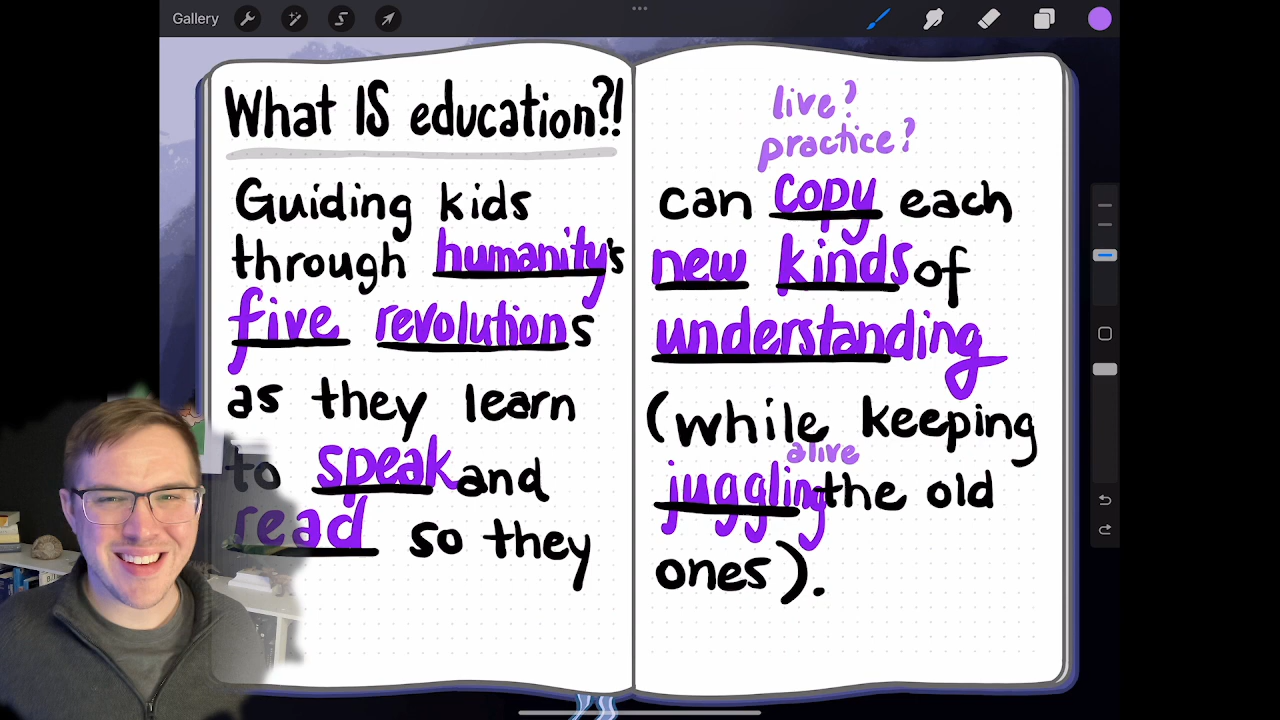 Gallery
What IS education?!
Guiding kids
through humanity's
five revolutions
as they learn
to speak and
read so they
live?
practice?
can copy each
new kinds of
understanding
(while keeping
alive
juggling the old
ones).